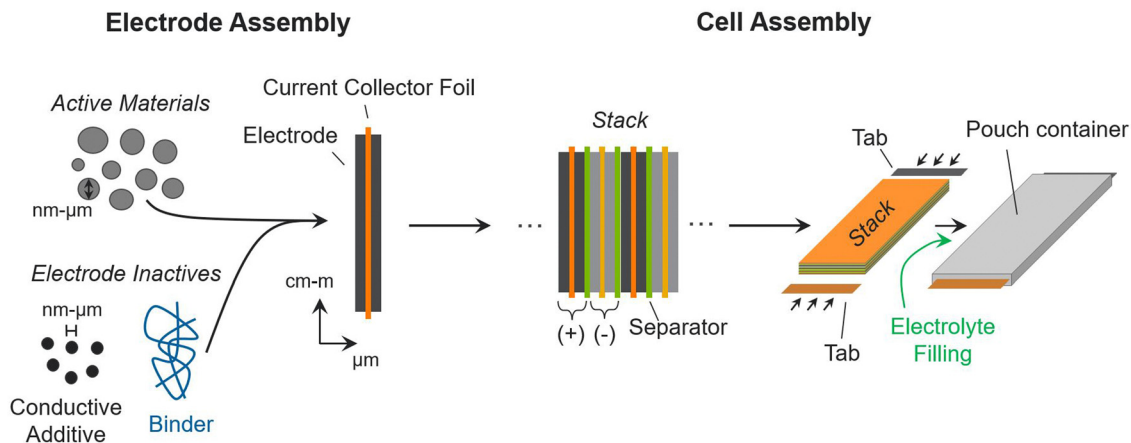 Electrode Assembly
Cell Assembly
Active Materials
nm-μm
Electrode Inactives
nm-μm
Conductive
Additive
Binder
Current Collector Foil
Electrode
cm-m
μm
...
Stack
...
(+)
(-)
Separator
Tab
Stack
Tab
Pouch container
Electrolyte
Filling